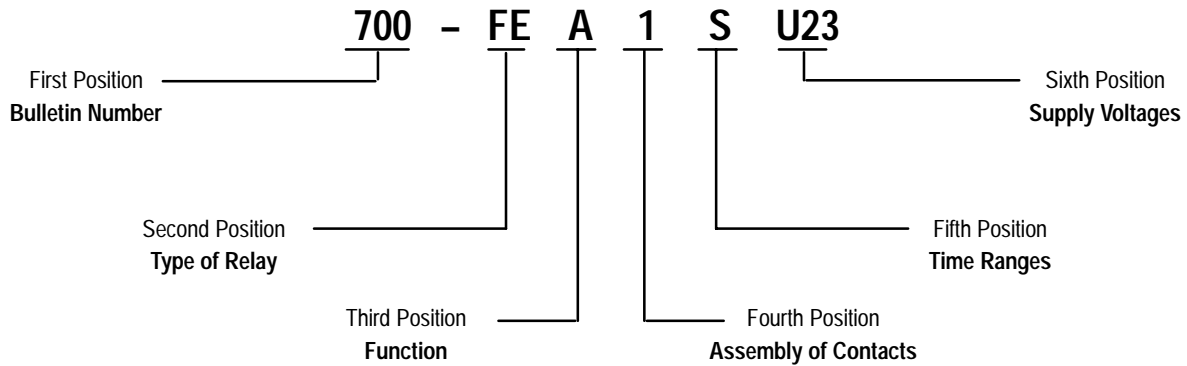 700 – FE A 1 S U23
First Position
Bulletin Number
Sixth Position
Supply Voltages
Second Position
Type of Relay
Fifth Position
Time Ranges
Third Position
Function
Fourth Position
Assembly of Contacts